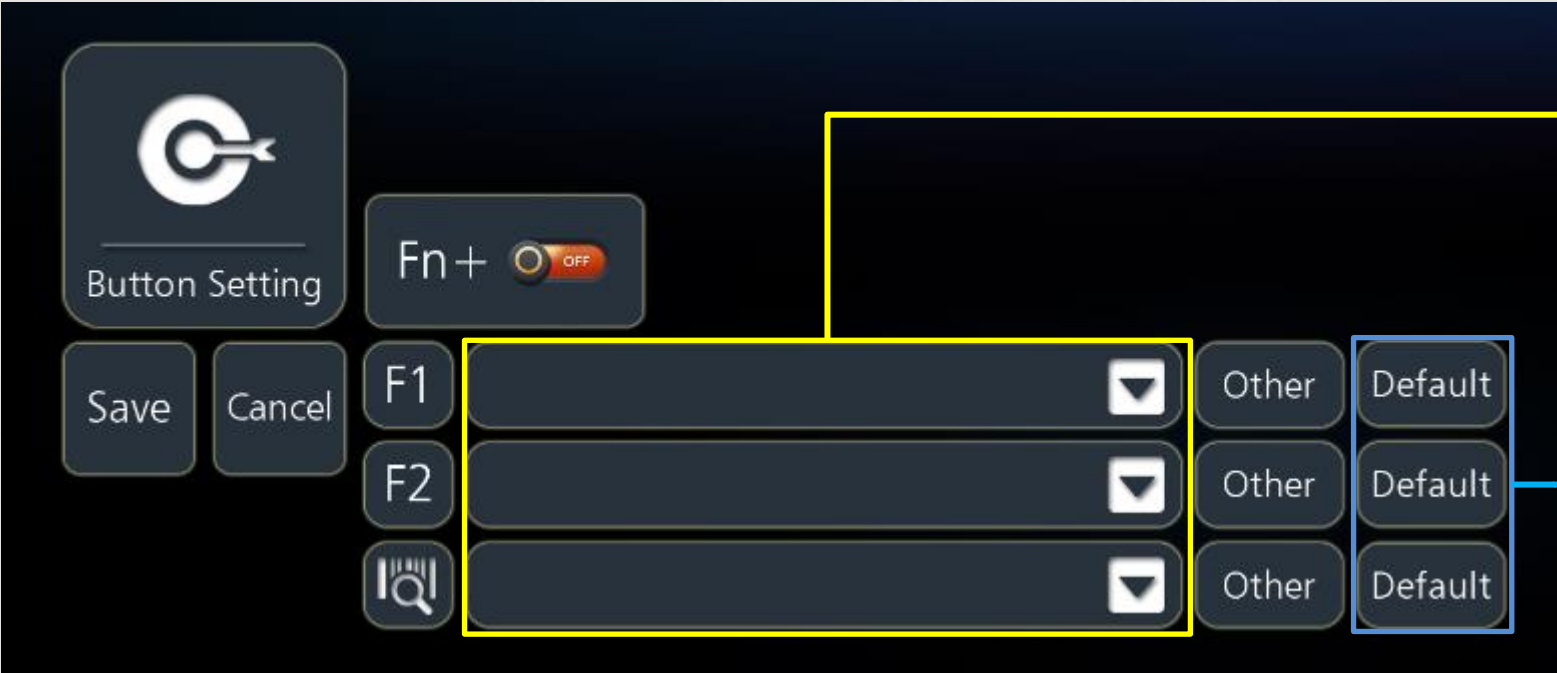 Button Setting
Fn+ OFF
Save Cancel
F1 Other Default
F2 Other Default
Other Default